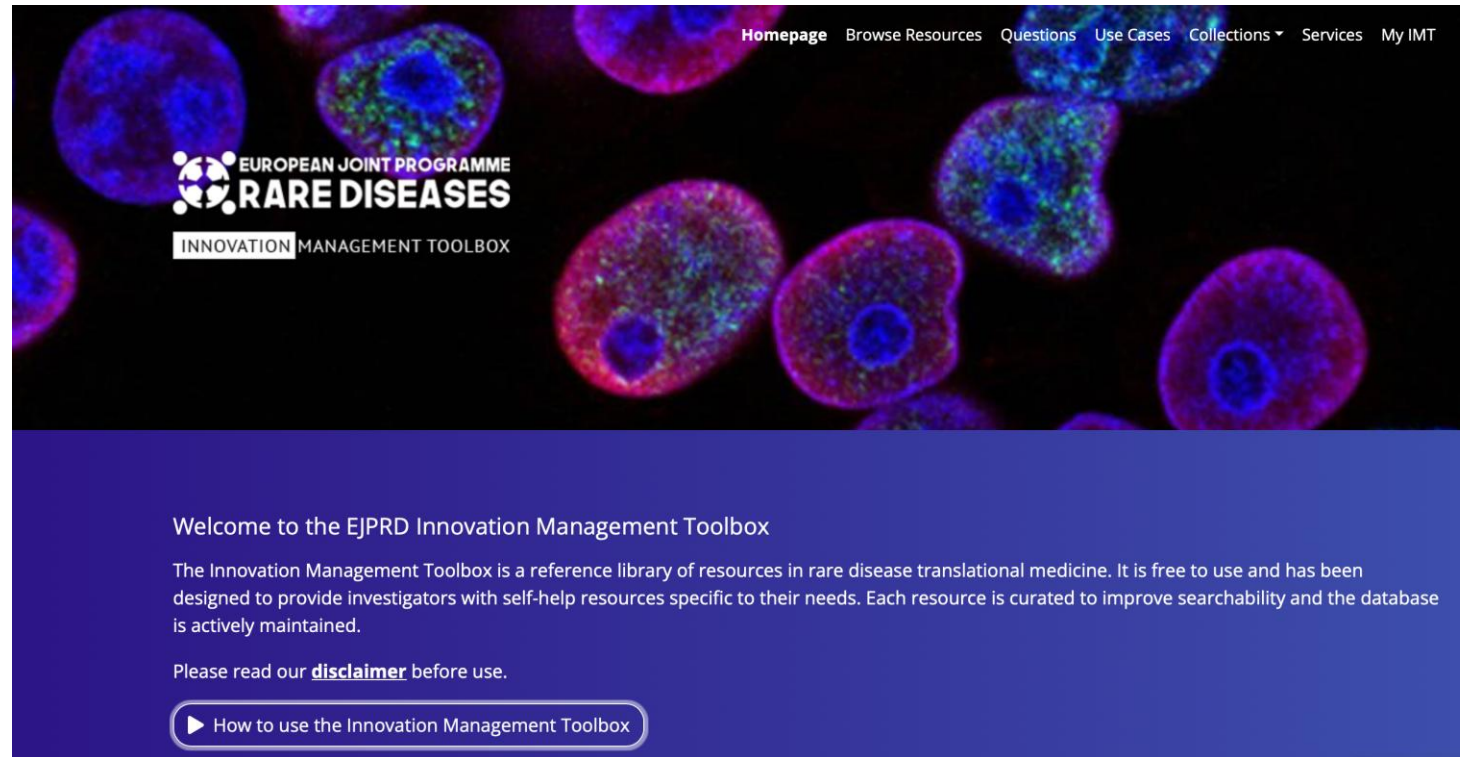 Homepage Browse Resources Questions Use Cases Collections Services My IMT
EUROPEAN JOINT PROGRAMME
RARE DISEASES
INNOVATION MANAGEMENT TOOLBOX
Welcome to the EJPRD Innovation Management Toolbox
The Innovation Management Toolbox is a reference library of resources in rare disease translational medicine. It is free to use and has been
designed to provide investigators with self-help resources specific to their needs. Each resource is curated to improve searchability and the database
is actively maintained.
Please read our disclaimer before use.
How to use the Innovation Management Toolbox